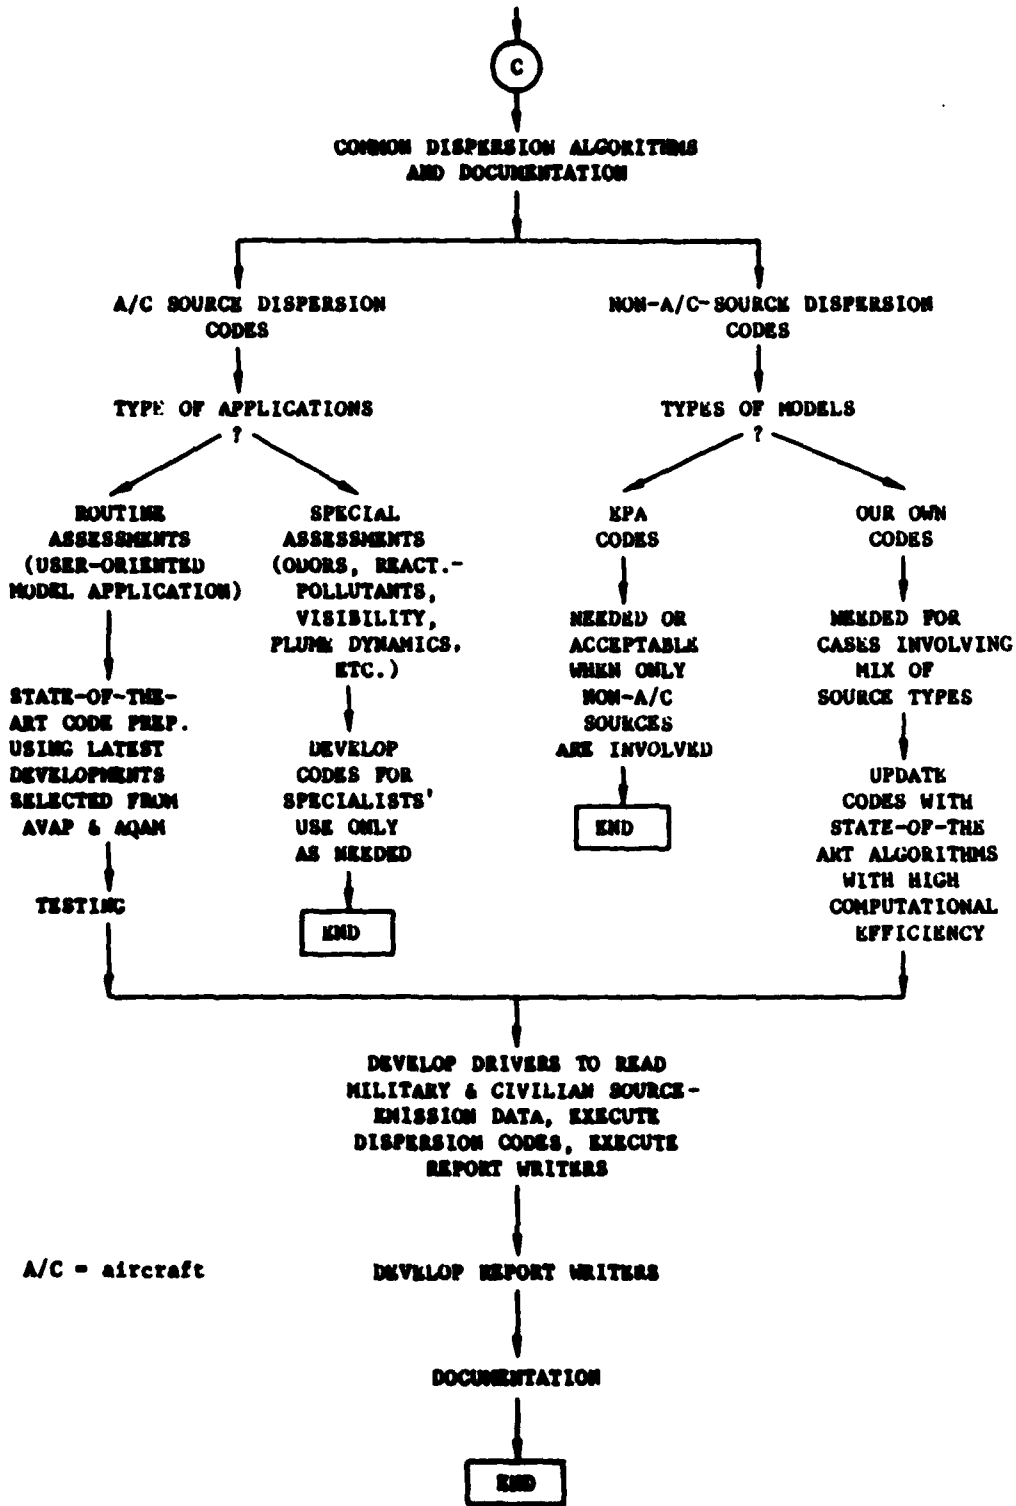 C
COMMON DISPERSION ALGORITHMS
AND DOCUMENTATION
A/C SOURCE DISPERSION
CODES
NON-A/C-SOURCE DISPERSION
CODES
TYPE OF APPLICATIONS
?
TYPES OF MODELS
?
ROUTINE
ASSESSMENTS
(USER-ORIENTED
MODEL APPLICATION)
SPECIAL
ASSESSMENTS
(ODORS, REACT.-
POLLUTANTS,
VISIBILITY,
PLUME DYNAMICS,
ETC.)
EPA
CODES
OUR OWN
CODES
STATE-OF-THE-
ART CODE PREP.
USING LATEST
DEVELOPMENTS
SELECTED FROM
AVAP & AQAM
DEVELOP
CODES FOR
SPECIALISTS'
USE ONLY
AS NEEDED
NEEDED OR
ACCEPTABLE
WHEN ONLY
NON-A/C
SOURCES
ARE INVOLVED
NEEDED FOR
CASES INVOLVING
MIX OF
SOURCE TYPES
TESTING
END
END
UPDATE
CODES WITH
STATE-OF-THE
ART ALGORITHMS
WITH HIGH
COMPUTATIONAL
EFFICIENCY
DEVELOP DRIVERS TO READ
MILITARY & CIVILIAN SOURCE-
EMISSION DATA, EXECUTE
DISPERSION CODES, EXECUTE
REPORT WRITERS
A/C = aircraft
DEVELOP REPORT WRITERS
DOCUMENTATION
END